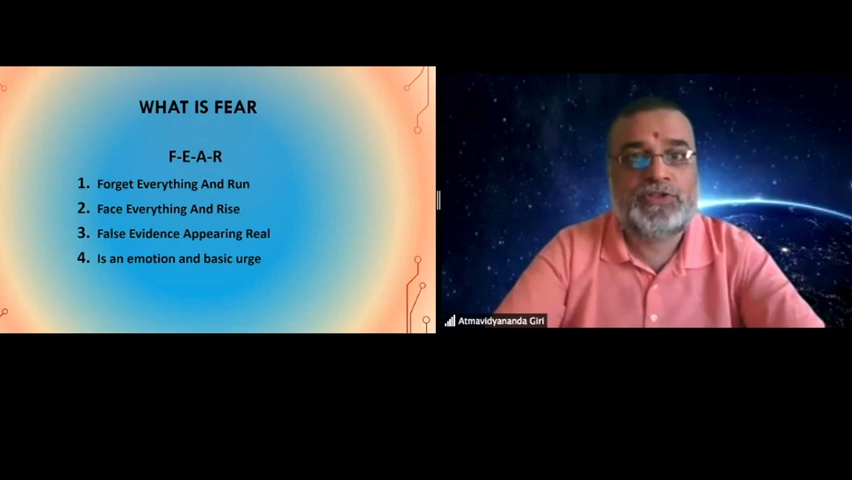 WHAT IS FEAR
F-E-A-R
1. Forget Everything And Run
2. Face Everything And Rise
3. False Evidence Appearing Real
4. Is an emotion and basic urge
Atmavidyananda Giri